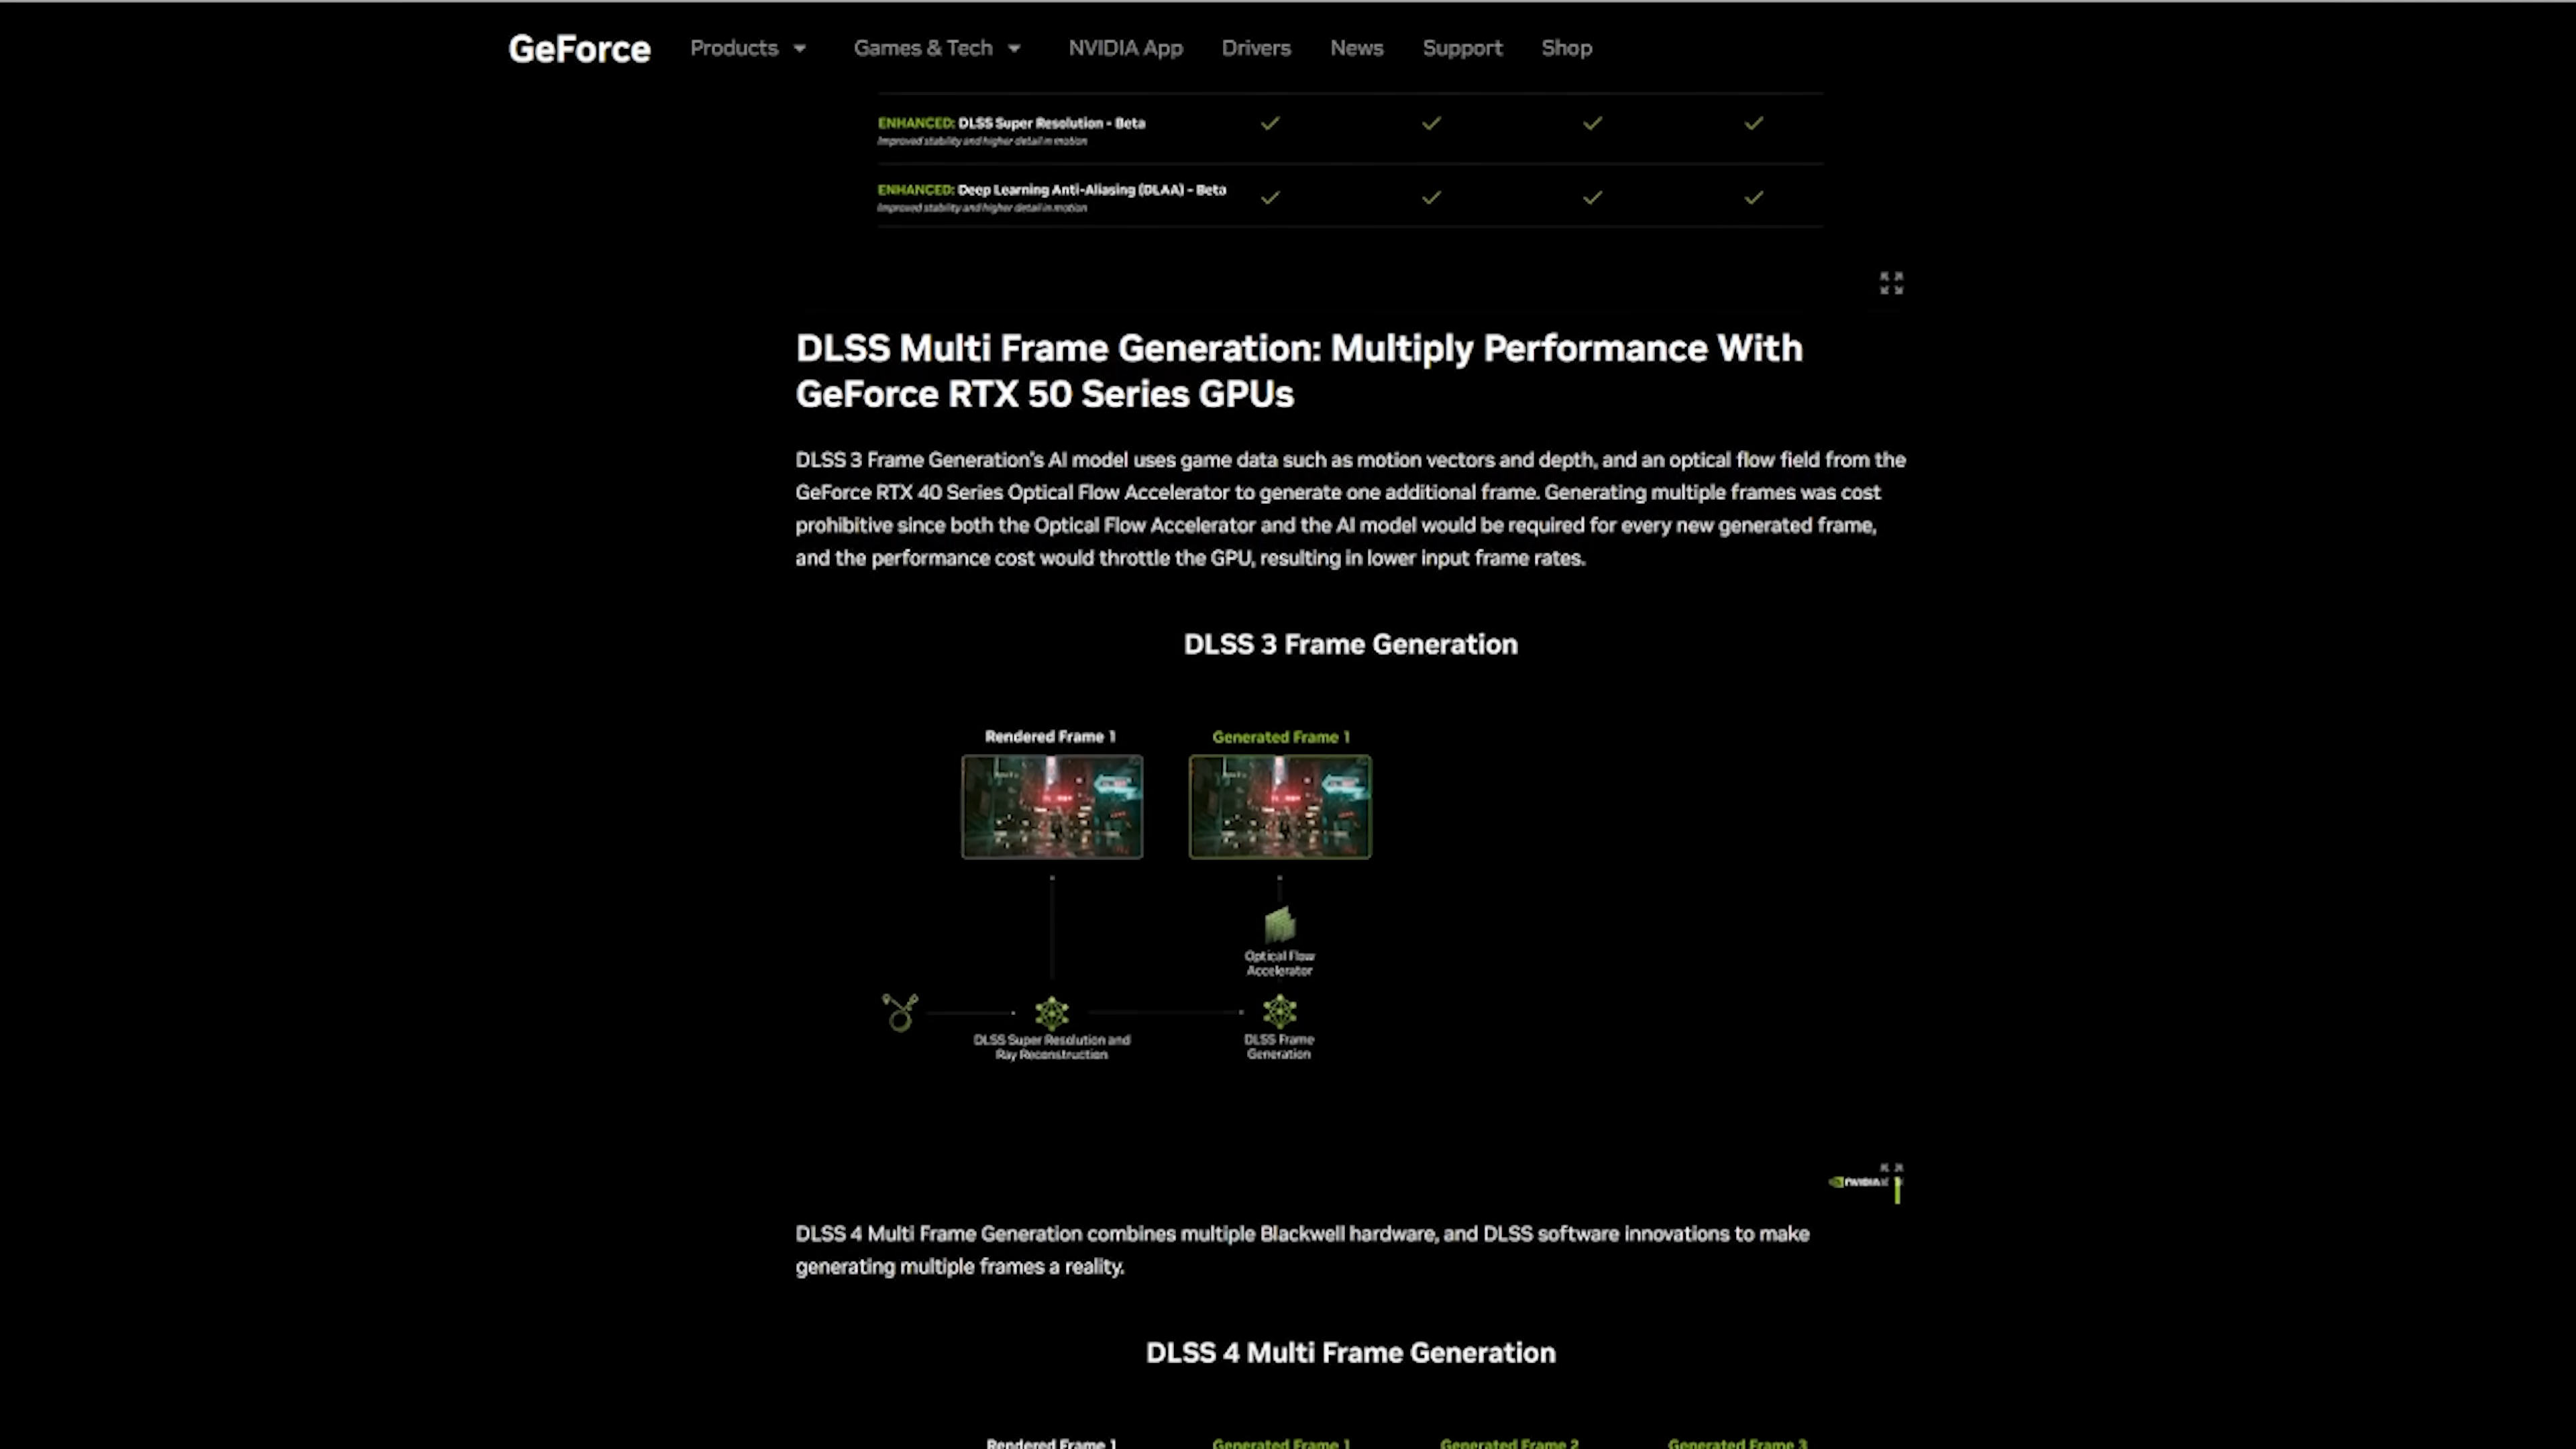 GeForce Products Games & Tech NVIDIA App Drivers News Support Shop
ENHANCED: DLSS Super Resolution - Beta
Improved stability and higher detail in motion
ENHANCED: Deep Learning Anti-Aliasing (DLAA) - Beta
Improved stability and higher detail in motion
DLSS Multi Frame Generation: Multiply Performance With
GeForce RTX 50 Series GPUs
DLSS 3 Frame Generation's AI model uses game data such as motion vectors and depth, and an optical flow field from the
GeForce RTX 40 Series Optical Flow Accelerator to generate one additional frame. Generating multiple frames was cost
prohibitive since both the Optical Flow Accelerator and the AI model would be required for every new generated frame,
and the performance cost would throttle the GPU, resulting in lower input frame rates.
DLSS 3 Frame Generation
Rendered Frame 1 Generated Frame 1
Optical Flow
Accelerator
DLSS Super Resolution and
Ray Reconstruction
DLSS Frame
Generation
NVIDIA
DLSS 4 Multi Frame Generation combines multiple Blackwell hardware, and DLSS software innovations to make
generating multiple frames a reality.
DLSS 4 Multi Frame Generation
Rendered Frame 1 Generated Frame 1 Generated Frame 2 Generated Frame 3